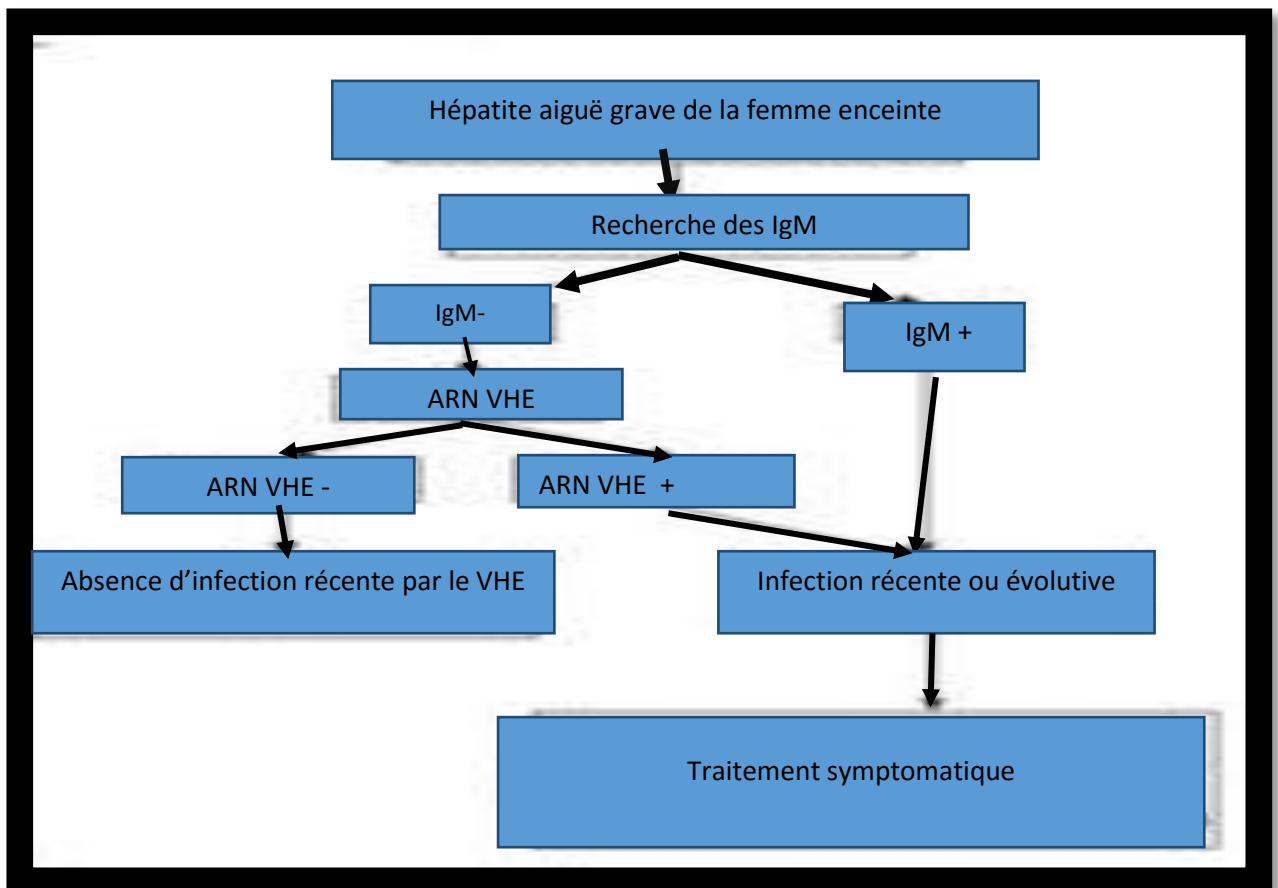 Hépatite aiguë grave de la femme enceinte
Recherche des IgM
IgM-
IgM +
ARN VHE
ARN VHE -
ARN VHE +
Absence d'infection récente par le VHE
Infection récente ou évolutive
Traitement symptomatique